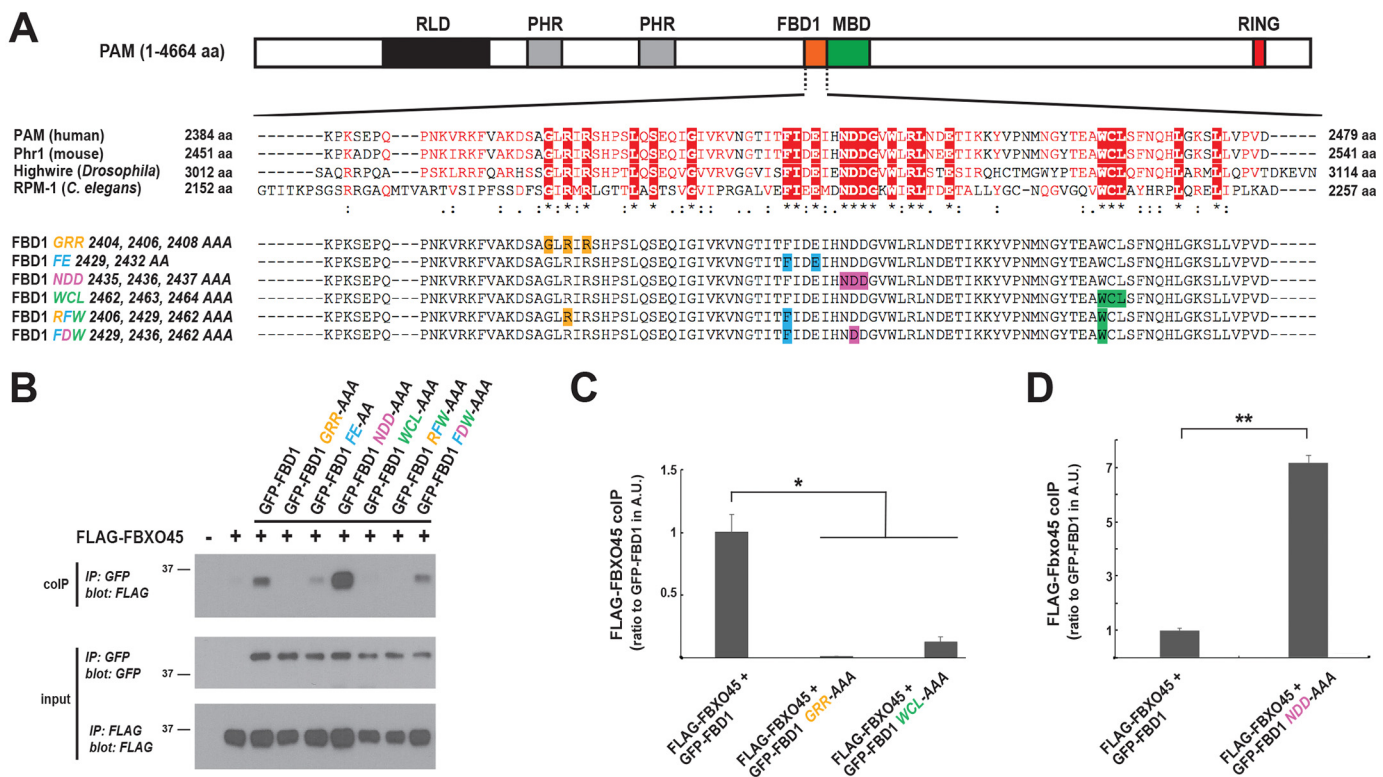 A
RLD PHR PHR FBD1 MBD RING
PAM (1-4664 aa)
PAM (human) 2384 aa -------KPKSEPQ---PNKVRKFVAKDSAGLRIRSHPSLQSEQIGIVKVNGTITFIDEIHNDDGVWLRLNDETIKKYVPNMNGYTEAWCLSFNQHLGKSLLVPVD----- 2479 aa
Phr1 (mouse) 2451 aa -------KPKADPQ---PNKIRKFVAKDSAGLRIRSHPSLQSEQIGIVKVNGTITFIDEIHNDDGVWLRLNEETIKKYVPNMNGYTEAWCLSFNQHLGKSLLVPVD----- 2541 aa
Highwire (Drosophila) 3012 aa ------SAQRRPQA---PSKLRRFQARHSSGLRIRSHPSLQSEQVGVVRVGGVISFIDEIHNDDGVWLRLSTESIRQHCTMGWYPTEAWCLQFNQHLARMLLQPVTDKEVN 3114 aa
RPM-1 (C. elegans) 2152 aa GTITKPSGSRRGAQMTVARTVSIPFSSDFSGIRMRLGTTLASTSVGVIPRGALVEFIEEMDNDDGKWIRLTDETALLYGC-NQGVGQVWCLAYHRPLQRELIPLKAD---- 2257 aa
FBD1 GRR 2404, 2406, 2408 AAA -------KPKSEPQ---PNKVRKFVAKDSAGLRIRSHPSLQSEQIGIVKVNGTITFIDEIHNDDGVWLRLNDETIKKYVPNMNGYTEAWCLSFNQHLGKSLLVPVD-----
FBD1 FE 2429, 2432 AA -------KPKSEPQ---PNKVRKFVAKDSAGLRIRSHPSLQSEQIGIVKVNGTITFIDEIHNDDGVWLRLNDETIKKYVPNMNGYTEAWCLSFNQHLGKSLLVPVD-----
FBD1 NDD 2435, 2436, 2437 AAA -------KPKSEPQ---PNKVRKFVAKDSAGLRIRSHPSLQSEQIGIVKVNGTITFIDEIHNDDGVWLRLNDETIKKYVPNMNGYTEAWCLSFNQHLGKSLLVPVD-----
FBD1 WCL 2462, 2463, 2464 AAA -------KPKSEPQ---PNKVRKFVAKDSAGLRIRSHPSLQSEQIGIVKVNGTITFIDEIHNDDGVWLRLNDETIKKYVPNMNGYTEAWCLSFNQHLGKSLLVPVD-----
FBD1 RFW 2406, 2429, 2462 AAA -------KPKSEPQ---PNKVRKFVAKDSAGLRIRSHPSLQSEQIGIVKVNGTITFIDEIHNDDGVWLRLNDETIKKYVPNMNGYTEAWCLSFNQHLGKSLLVPVD-----
FBD1 FDW 2429, 2436, 2462 AAA -------KPKSEPQ---PNKVRKFVAKDSAGLRIRSHPSLQSEQIGIVKVNGTITFIDEIHNDDGVWLRLNDETIKKYVPNMNGYTEAWCLSFNQHLGKSLLVPVD-----
B
GFP-FBD1
GFP-FBD1 GRR-AAA
GFP-FBD1 FE-AA
GFP-FBD1 NDD-AAA
GFP-FBD1 WCL-AAA
GFP-FBD1 RFW-AAA
GFP-FBD1 FDW-AAA
FLAG-FBXO45 - + + + + + + + +
coIP
IP: GFP
blot: FLAG
37
input
IP: GFP
blot: GFP
37
IP: FLAG
blot: FLAG
37
C
FLAG-FBXO45 coIP
(ratio to GFP-FBD1 in A.U.)
1.5
1
0.5
*
FLAG-FBXO45 +
GFP-FBD1
FLAG-FBXO45 +
GFP-FBD1 GRR-AAA
FLAG-FBXO45 +
GFP-FBD1 WCL-AAA
D
FLAG-Fbxo45 coIP
(ratio to GFP-FBD1 in A.U.)
7
5
3
1
**
FLAG-FBXO45 +
GFP-FBD1
FLAG-FBXO45 +
GFP-FBD1 NDD-AAA